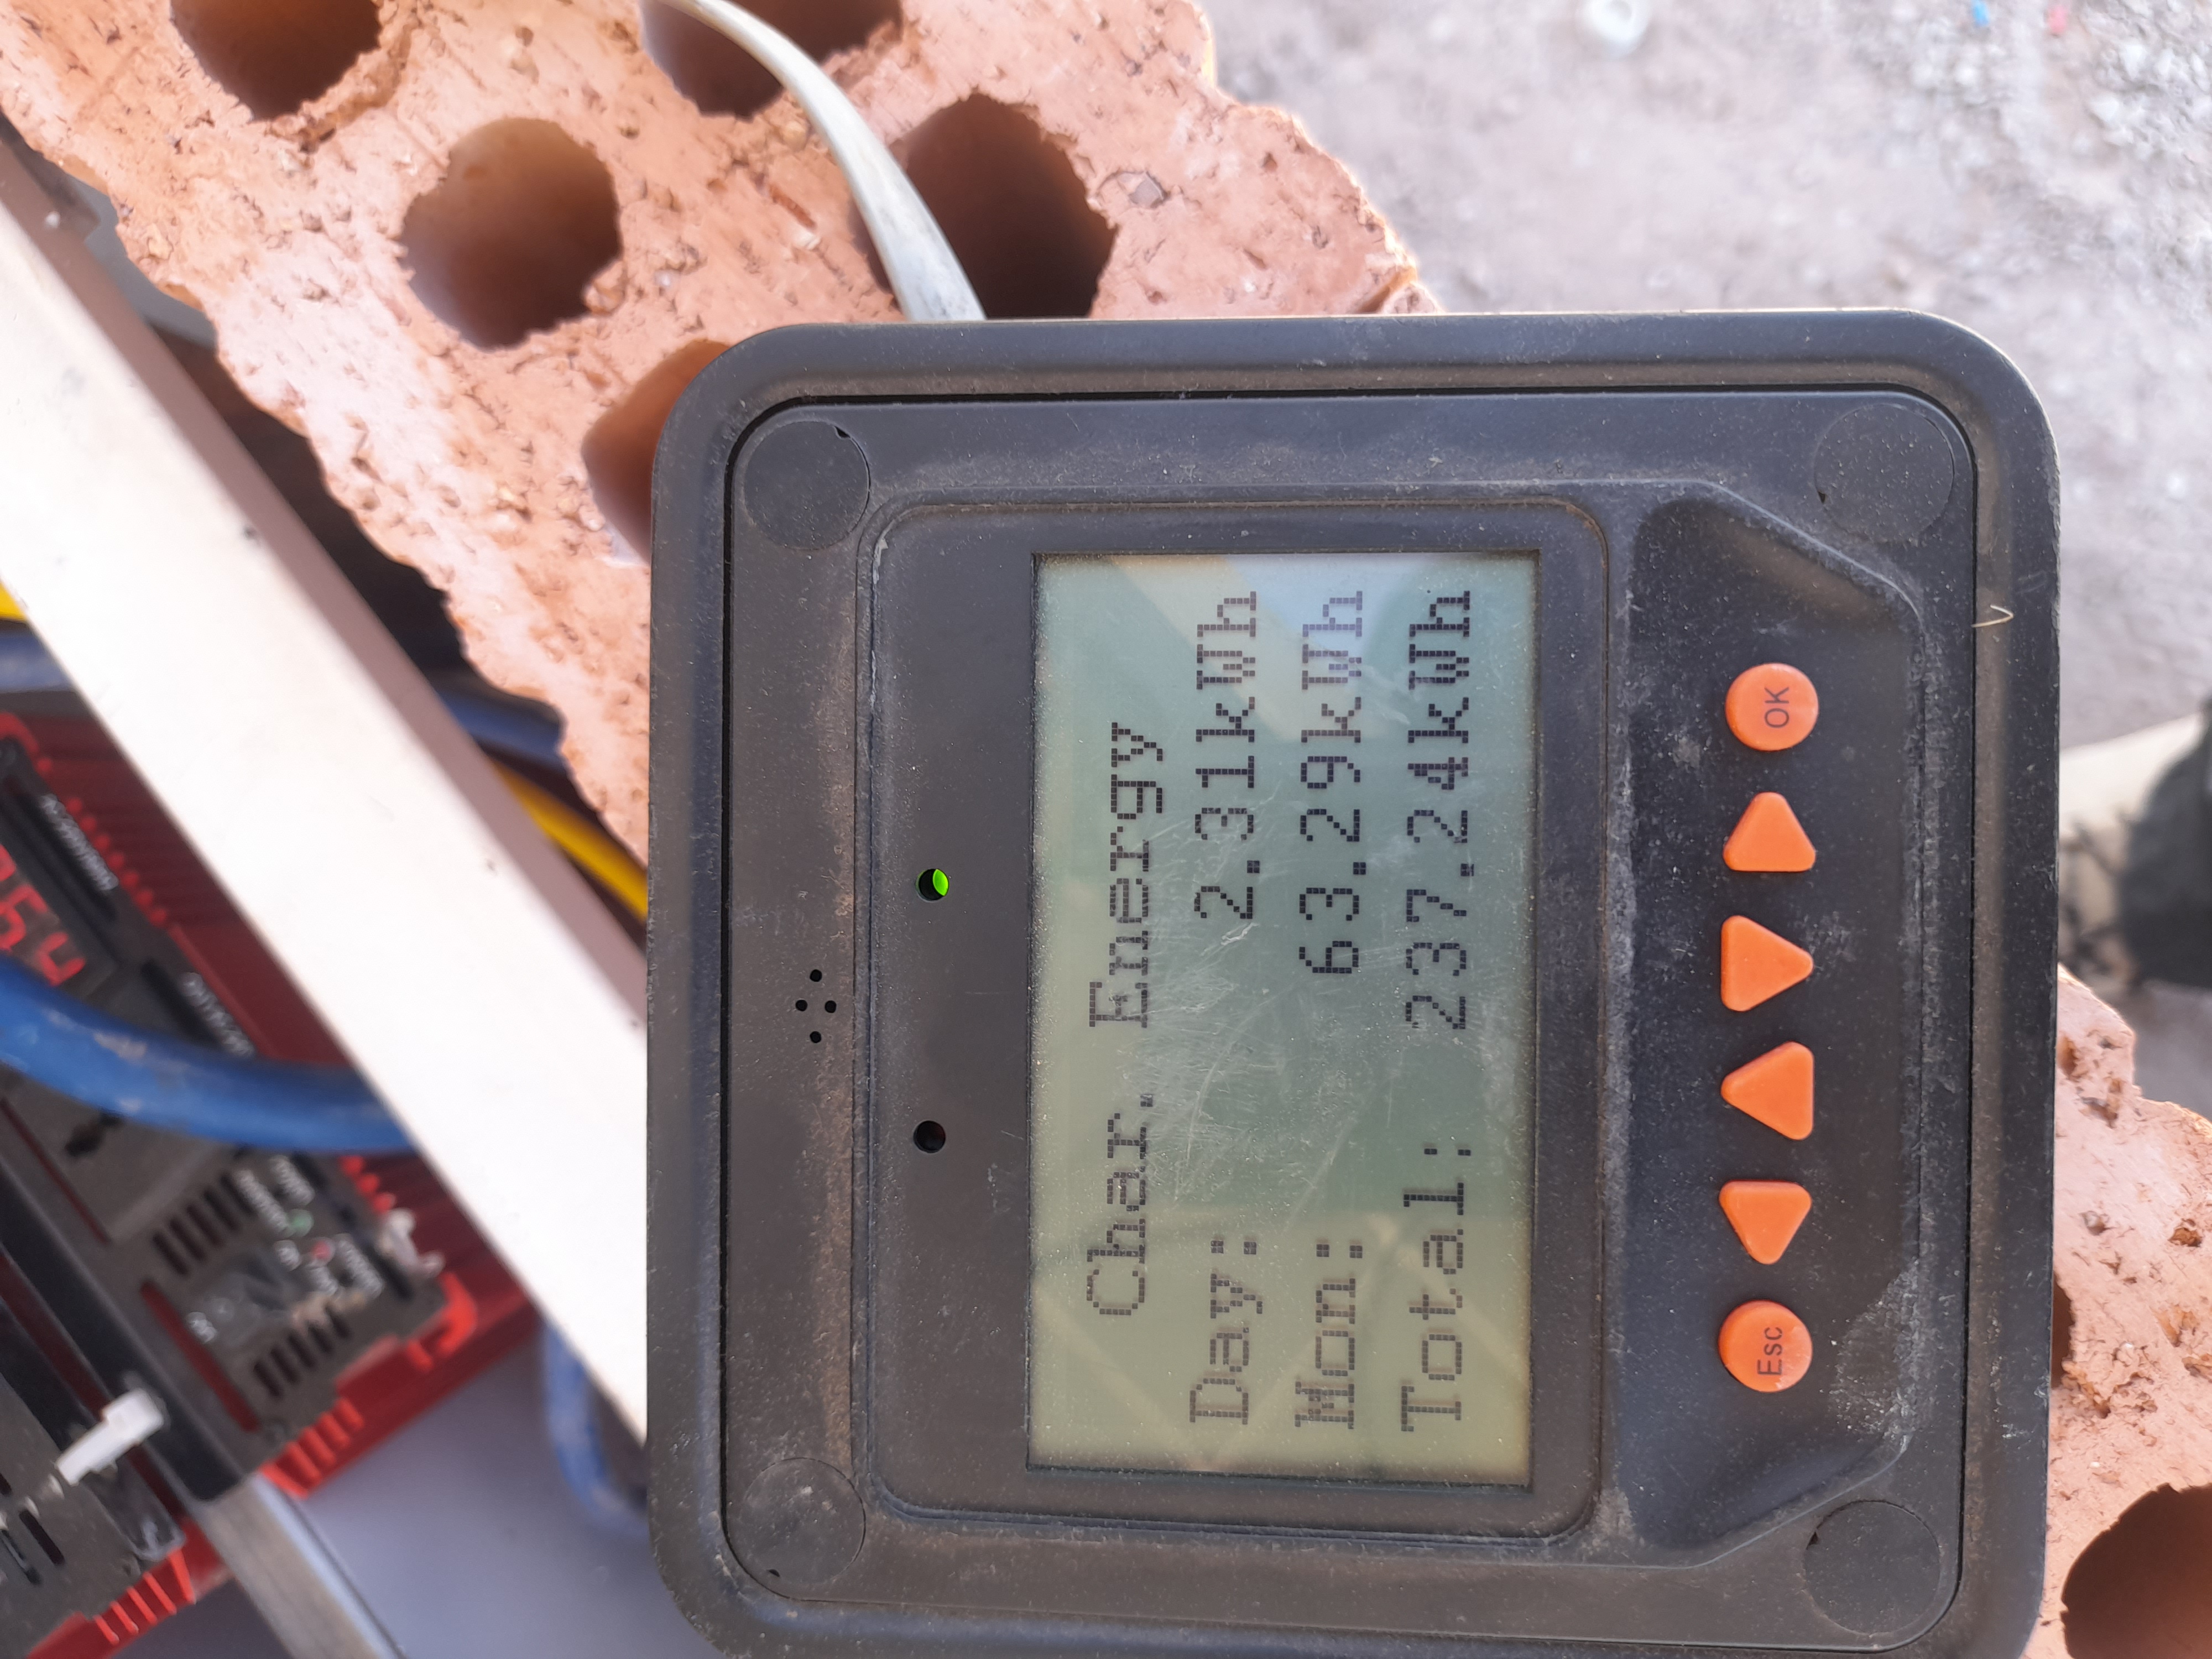 Char. Energy
Day: 2.31kWh
Mon: 63.29kWh
Total: 237.24kWh
Esc
OK